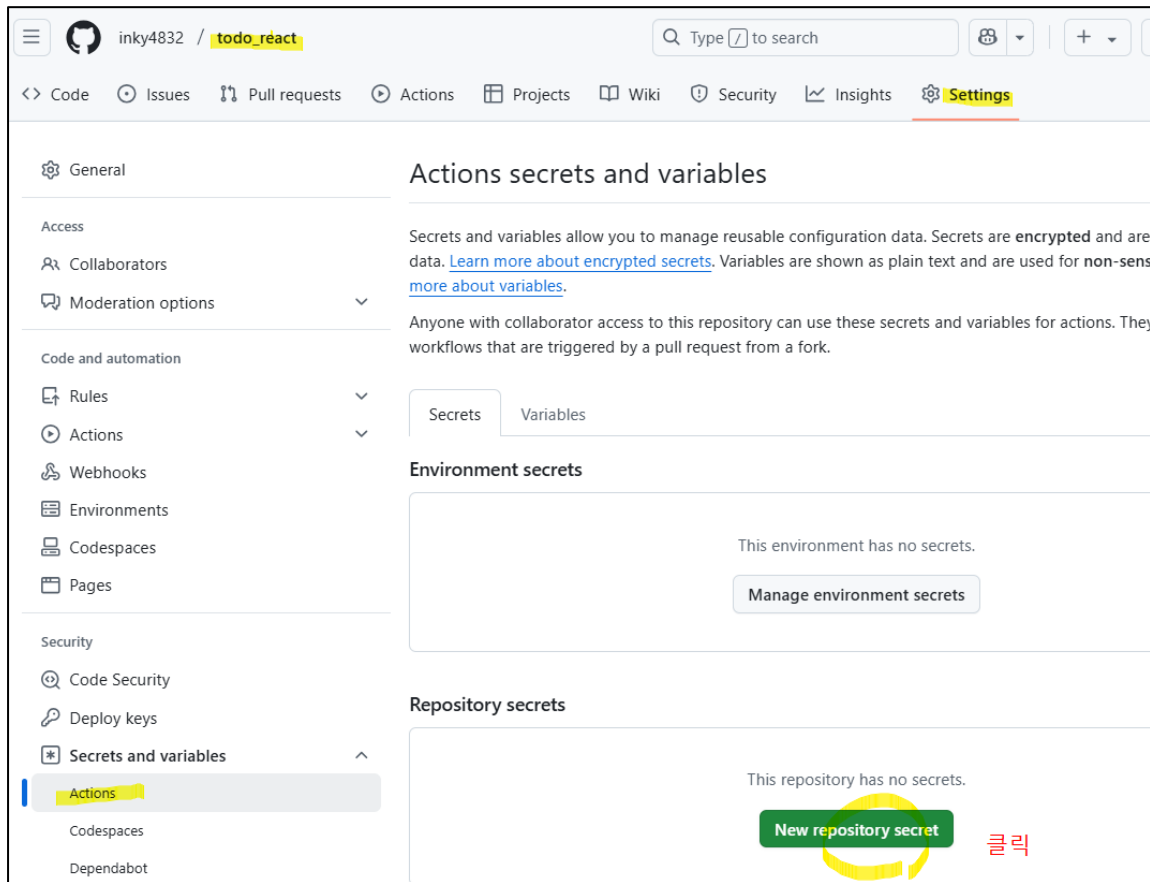 inky4832 / todo_react
Type / to search
Code
Issues
Pull requests
Actions
Projects
Wiki
Security
Insights
Settings
General
Access
Collaborators
Moderation options
Code and automation
Rules
Actions
Webhooks
Environments
Codespaces
Pages
Security
Code Security
Deploy keys
Secrets and variables
Actions
Codespaces
Dependabot
Actions secrets and variables
Secrets and variables allow you to manage reusable configuration data. Secrets are encrypted and are
data. Learn more about encrypted secrets. Variables are shown as plain text and are used for non-sens
more about variables.
Anyone with collaborator access to this repository can use these secrets and variables for actions. They
workflows that are triggered by a pull request from a fork.
Secrets
Variables
Environment secrets
This environment has no secrets.
Manage environment secrets
Repository secrets
This repository has no secrets.
New repository secret
클릭